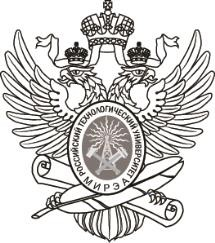 РОССИЙСКИЙ ТЕХНОЛОГИЧЕСКИЙ УНИВЕРСИТЕТ
МИРЭА